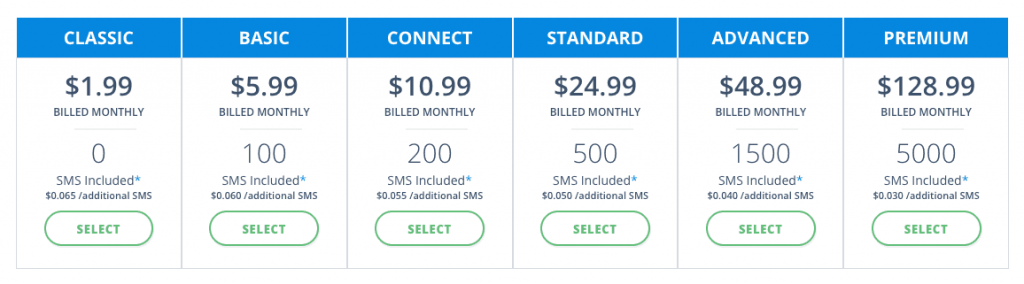 CLASSIC
$1.99
BILLED MONTHLY
0
SMS Included*
$0.065 /additional SMS
SELECT
BASIC
$5.99
BILLED MONTHLY
100
SMS Included*
$0.060 /additional SMS
SELECT
CONNECT
$10.99
BILLED MONTHLY
200
SMS Included*
$0.055 /additional SMS
SELECT
STANDARD
$24.99
BILLED MONTHLY
500
SMS Included*
$0.050 /additional SMS
SELECT
ADVANCED
$48.99
BILLED MONTHLY
1500
SMS Included*
$0.040 /additional SMS
SELECT
PREMIUM
$128.99
BILLED MONTHLY
5000
SMS Included*
$0.030 /additional SMS
SELECT